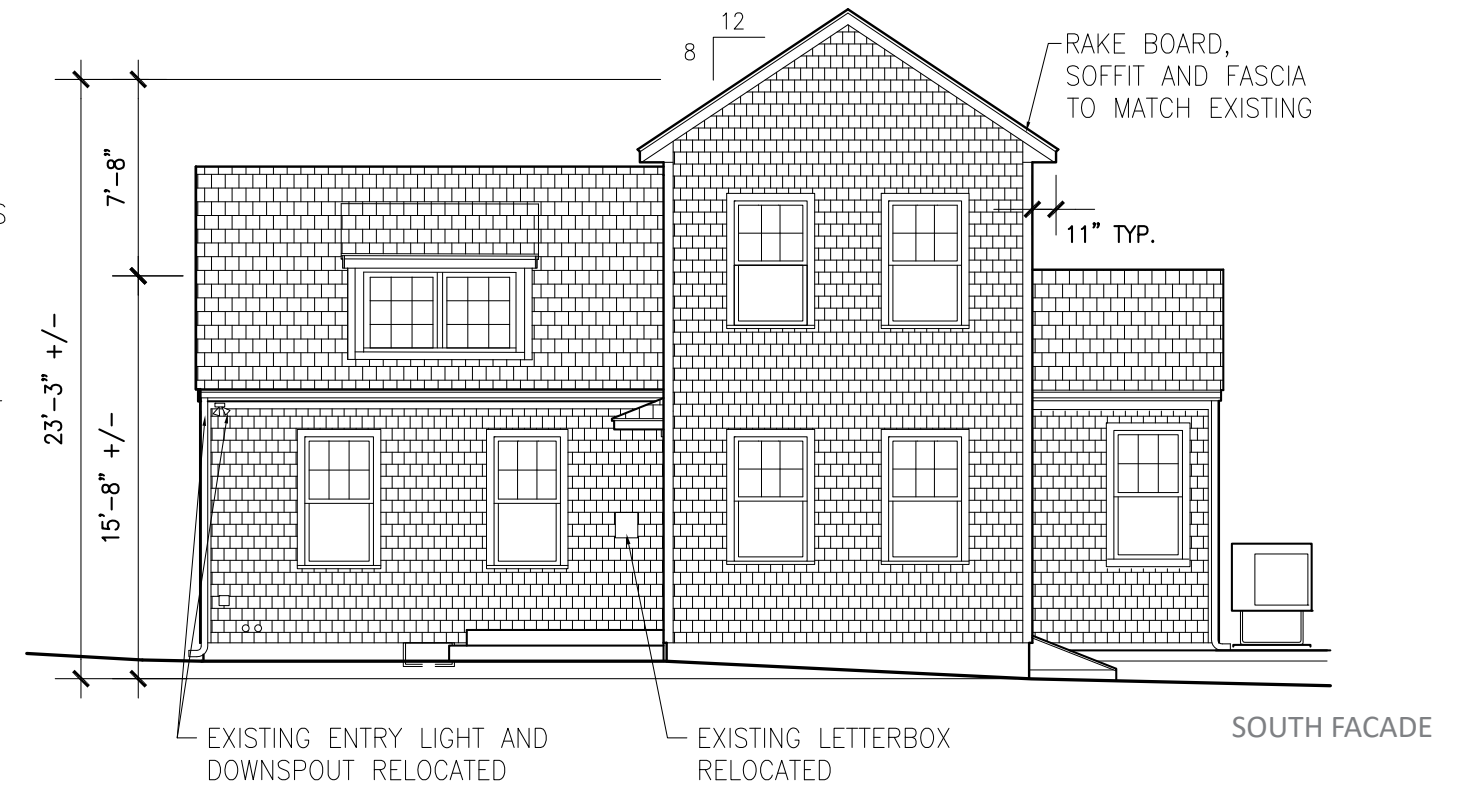 12
8
RAKE BOARD,
SOFFIT AND FASCIA
TO MATCH EXISTING
7'-8"
S
11" TYP.
23'-3" +/-
15'-8" +/-
SOUTH FACADE
EXISTING ENTRY LIGHT AND
DOWNSPOUT RELOCATED
EXISTING LETTERBOX
RELOCATED